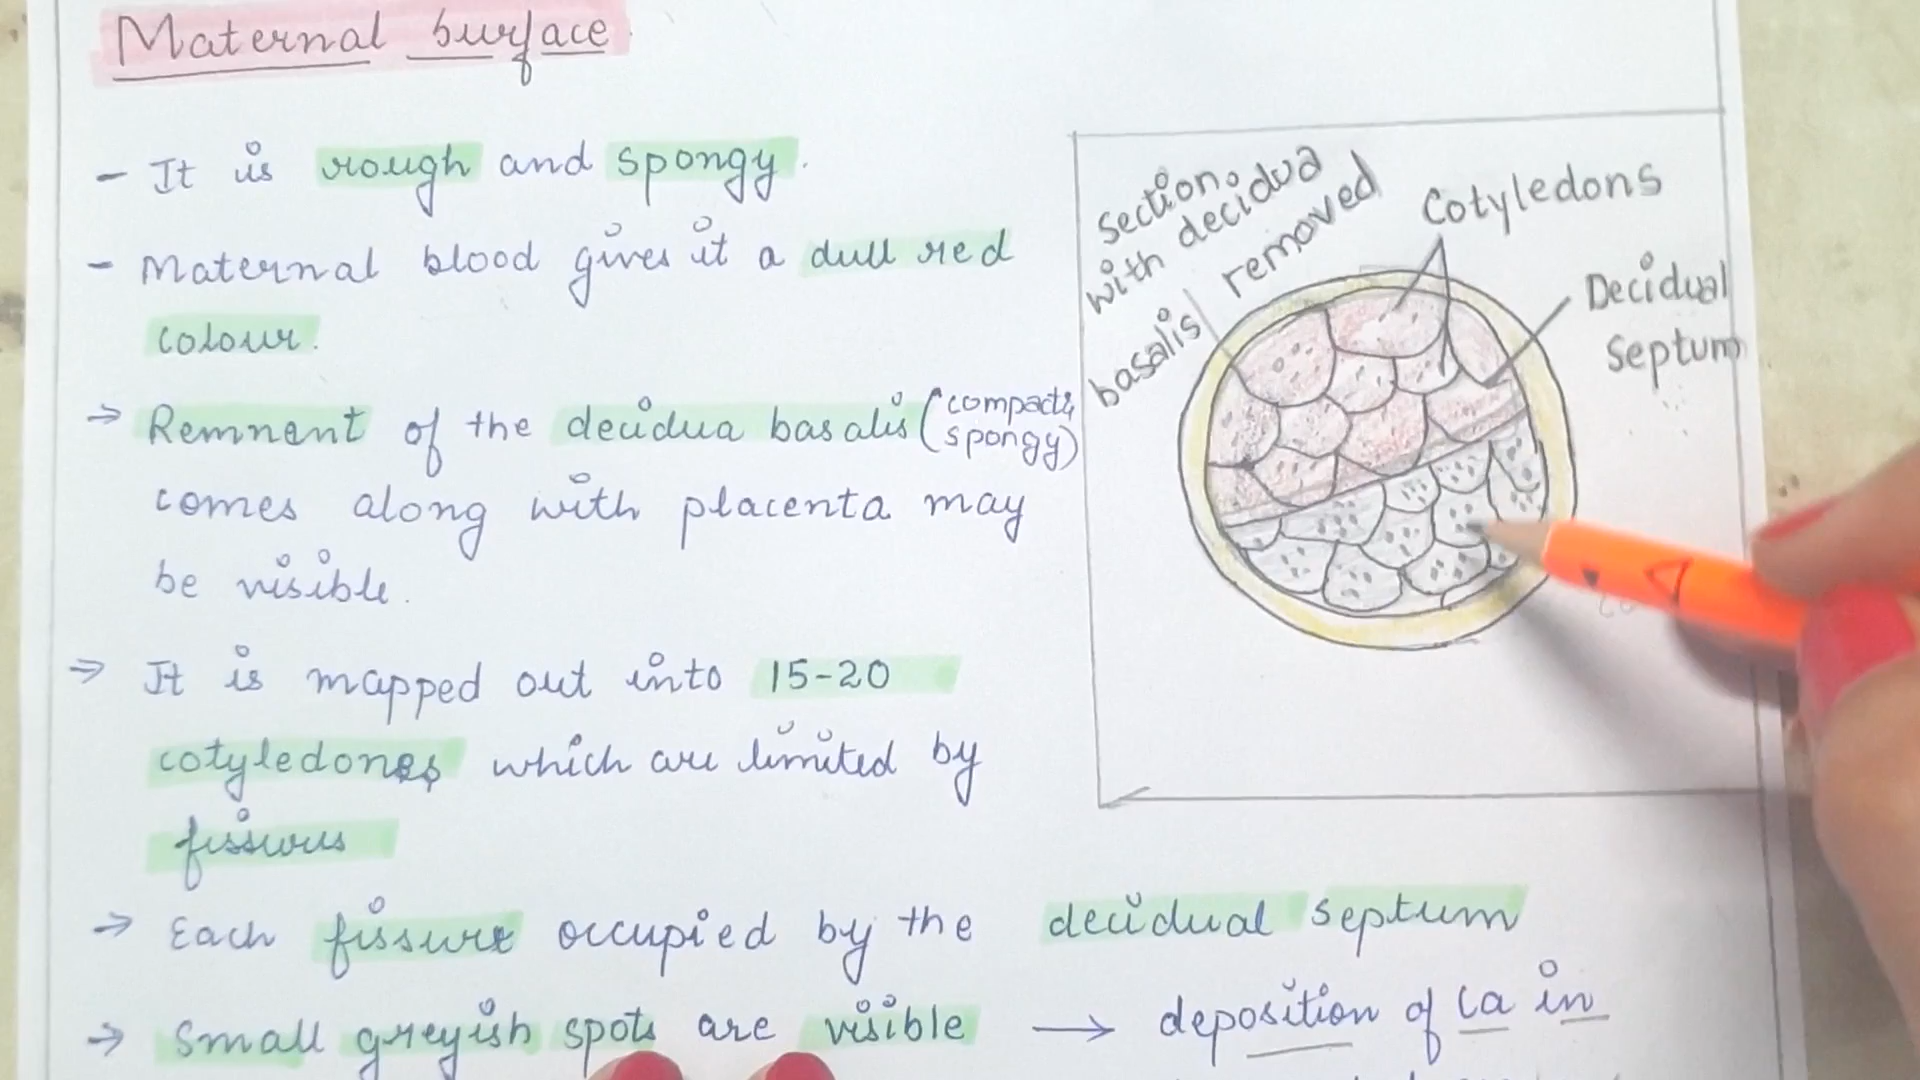 Maternal surface
- It is rough and spongy.
- Maternal blood gives it a dull red
colour.
→ Remnant of the decidua basalis (compact &
spongy)
comes along with placenta may
be visible.
→ It is mapped out into 15-20
cotyledones which are limited by
fissures
→ Each fissure occupied by the decidual septum
→ Small greyish spots are visible → deposition of Ca in
section
with decidua
basalis removed
Cotyledons
Decidual
Septum